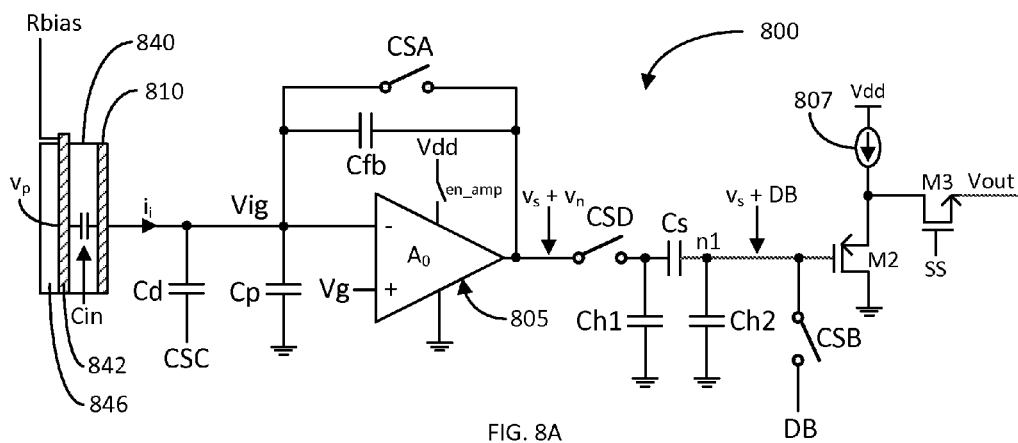 Rbias
840
810
CSA
800
Vdd
807
Cfb
Vdd
en_amp
M3
Vout
vp
ii
Vig
vs + vn
CSD
Cs
n1
vs + DB
-
A0
M2
SS
Cin
Cd
Cp
Vg
+
805
Ch1
Ch2
CSB
CSC
842
846
DB
FIG. 8A